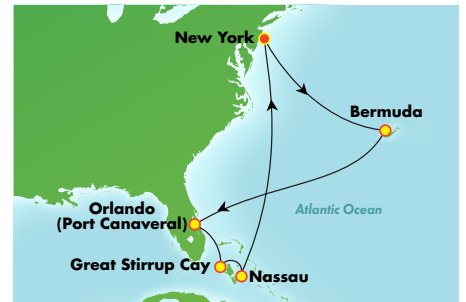 New York
Bermuda
Orlando
(Port Canaveral)
Atlantic Ocean
Great Stirrup Cay
Nassau